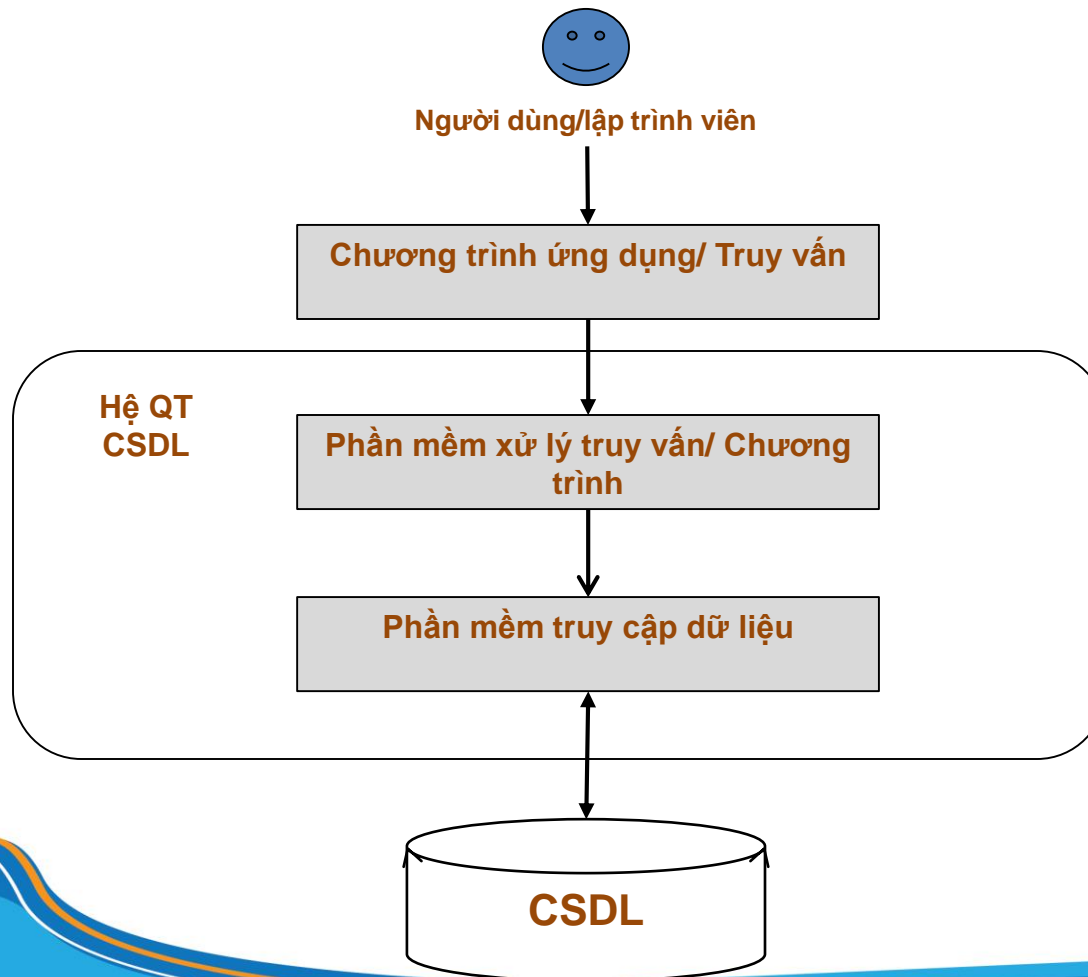 Người dùng/lập trình viên
Chương trình ứng dụng/ Truy vấn
Hệ QT
CSDL
Phần mềm xử lý truy vấn/ Chương
trình
Phần mềm truy cập dữ liệu
CSDL